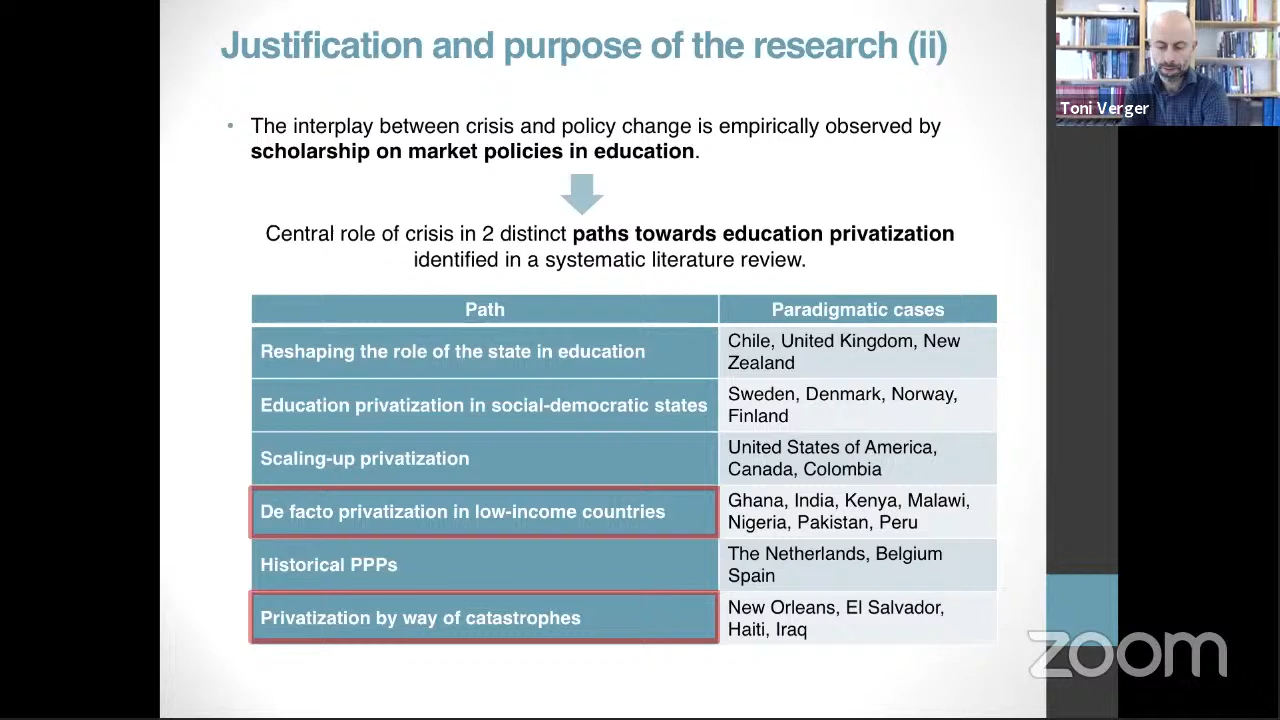 Justification and purpose of the research (ii)
Toni Verger
• The interplay between crisis and policy change is empirically observed by
scholarship on market policies in education.
Central role of crisis in 2 distinct paths towards education privatization
identified in a systematic literature review.
Path
Paradigmatic cases
Reshaping the role of the state in education
Chile, United Kingdom, New
Zealand
Education privatization in social-democratic states
Sweden, Denmark, Norway,
Finland
Scaling-up privatization
United States of America,
Canada, Colombia
De facto privatization in low-income countries
Ghana, India, Kenya, Malawi,
Nigeria, Pakistan, Peru
Historical PPPs
The Netherlands, Belgium
Spain
Privatization by way of catastrophes
New Orleans, El Salvador,
Haiti, Iraq
zoom